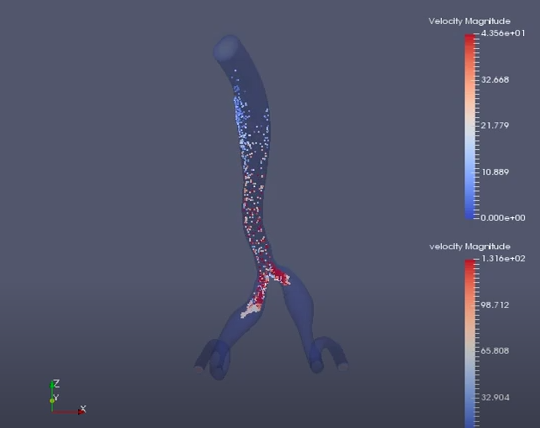 Velocity Magnitude
4.356e+01
32.668
21.779
10.889
0.000e+00
velocity Magnitude
1.316e+02
98.712
65.808
32.904
Z
Y
X